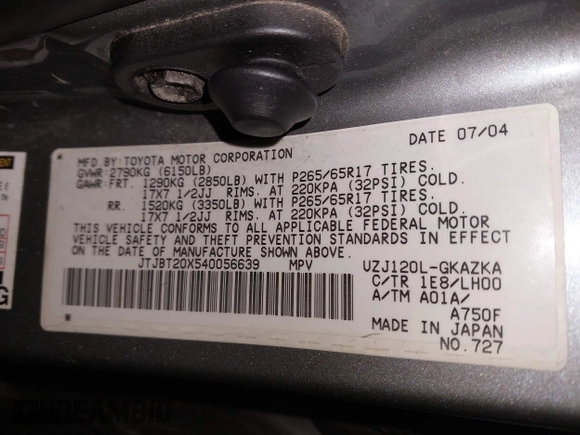 DATE 07/04
MFD.BY:TOYOTA MOTOR CORPORATION
GVWR:2790KG (6150LB)
GAWR:FRT. 1290KG (2850LB) WITH P265/65R17 TIRES.
17X7 1/2JJ RIMS. AT 220KPA (32PSI) COLD.
RR. 1520KG (3350LB) WITH P265/65R17 TIRES.
17X7 1/2JJ RIMS. AT 220KPA (32PSI) COLD.
THIS VEHICLE CONFORMS TO ALL APPLICABLE FEDERAL MOTOR
VEHICLE SAFETY AND THEFT PREVENTION STANDARDS IN EFFECT
ON THE DATE OF MANUFACTURE SHOWN ABOVE.
JTJBT20X540056639 MPV UZJ120L-GKAZKA
C/TR 1E8/LH00
A/TM A01A/
A750F
MADE IN JAPAN
NO.727
DREAMBID